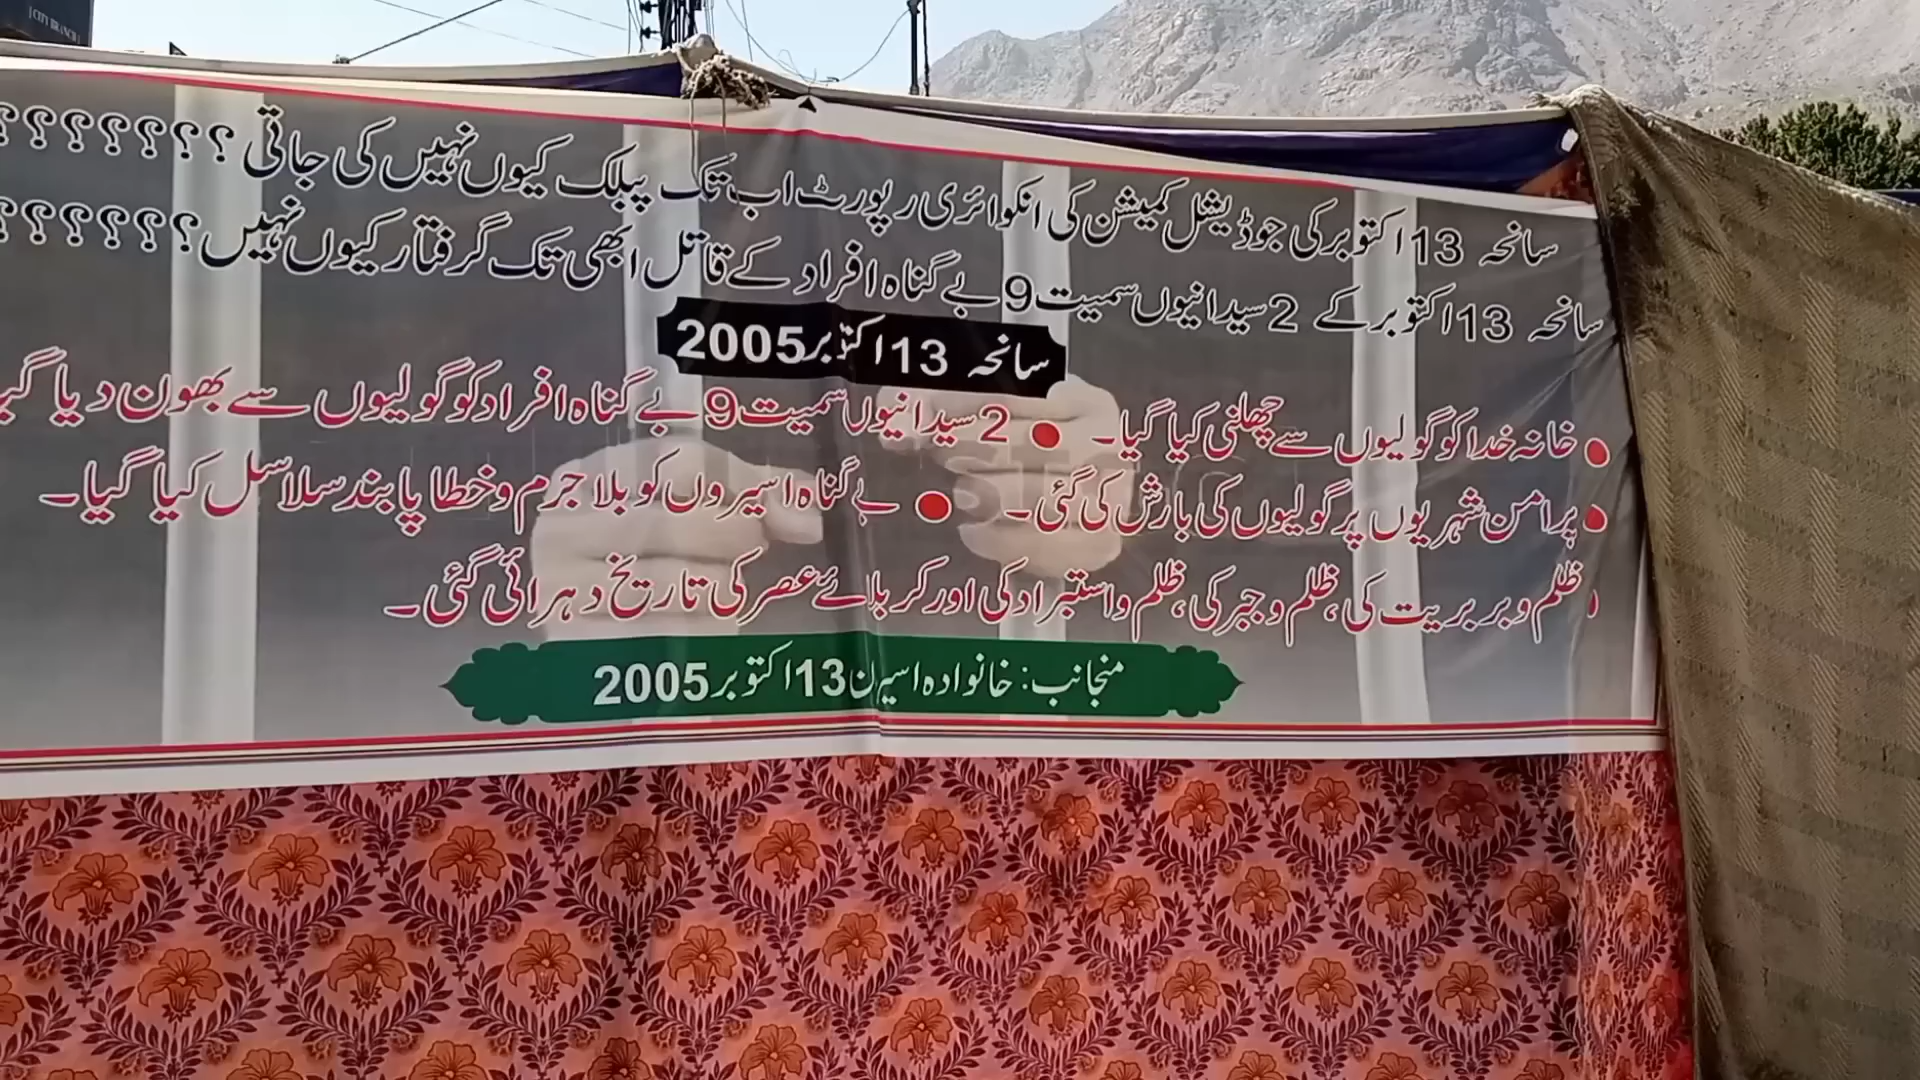 CITY BRANCH
سانحہ 13 اکتوبر کی جوڈیشل کمیشن کی انکوائری رپورٹ اب تک پبلک کیوں نہیں کی جاتی ؟؟؟؟؟؟؟
سانحہ 13 اکتوبر کے 2 سیدانیوں سمیت 9 بے گناہ افراد کے قاتل ابھی تک گرفتار کیوں نہیں ؟؟؟؟؟؟
سانحہ 13 اکتوبر 2005
خانہ خدا کو گولیوں سے چھلنی کیا گیا۔ ● 2 سیدانیوں سمیت 9 بے گناہ افراد کو گولیوں سے بھون دیا گیا
پرامن شہریوں پر گولیوں کی بارش کی گئی۔ ● بے گناہ اسیروں کو بلا جرم و خطا پابند سلاسل کیا گیا۔
ظلم و بربریت کی، ظلم و جبر کی، ظلم و استبداد کی اور کربلائے عصر کی تاریخ دہرائی گئی۔
منجانب: خانوادہ اسیران 13 اکتوبر 2005